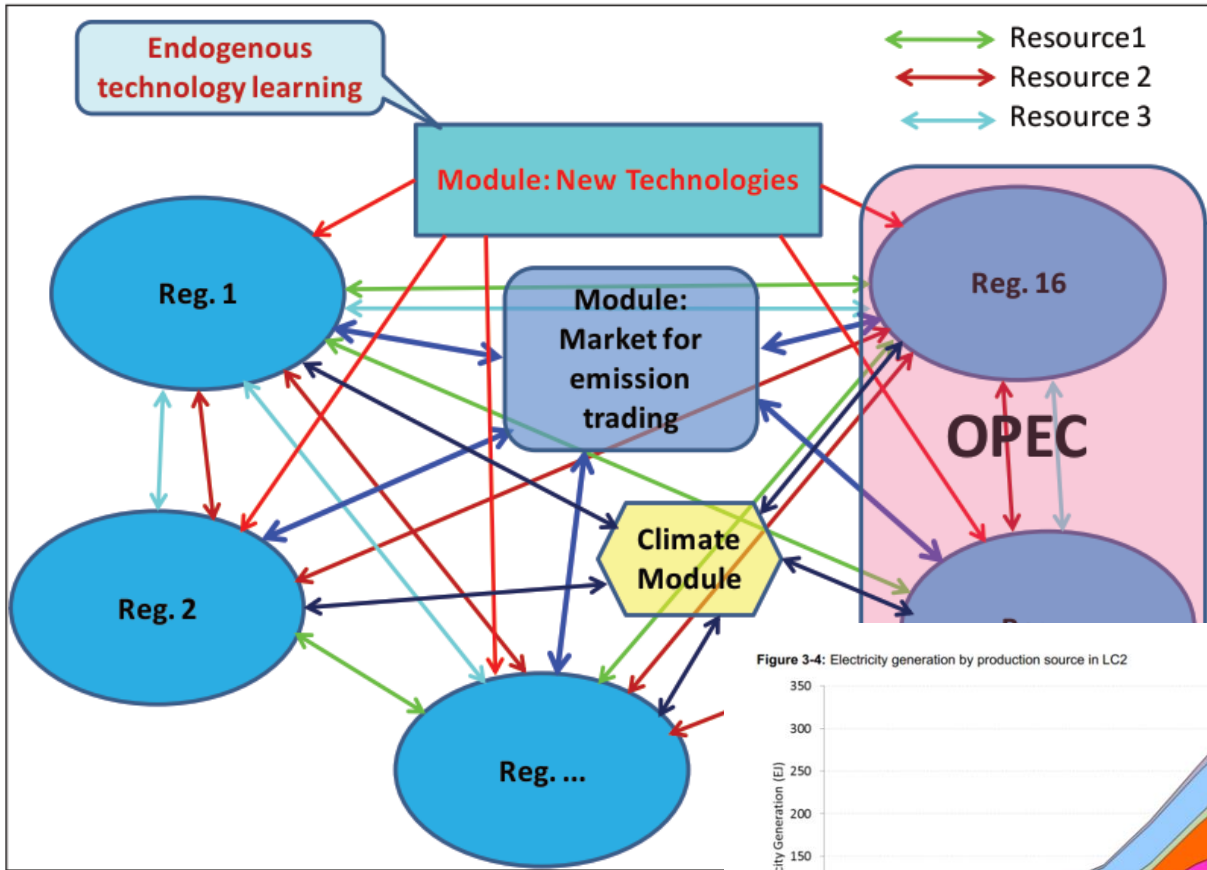 Endogenous
technology learning
Resource1
Resource 2
Resource 3
Module: New Technologies
Reg. 1
Module:
Market for
emission
trading
Reg. 16
OPEC
Climate
Module
Reg. 2
Reg. ...
Figure 3-4: Electricity generation by production source in LC2
350
300
250
200
150
Generation (EJ)